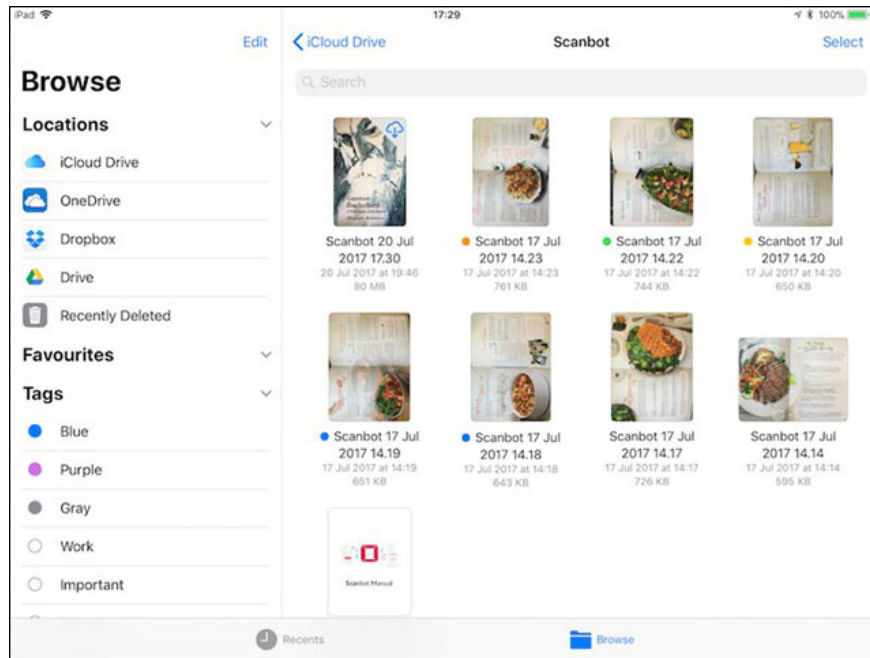 iPad
17:29
100%
Edit
iCloud Drive
Scanbot
Select
Browse
Search
Locations
iCloud Drive
OneDrive
Dropbox
Drive
Recently Deleted
Favourites
Tags
Blue
Purple
Gray
Work
Important
Scanbot 20 Jul
2017 17.30
20 Jul 2017 at 19:46
80 MB
Scanbot 17 Jul
2017 14.23
17 Jul 2017 at 14:23
761 KB
Scanbot 17 Jul
2017 14.22
17 Jul 2017 at 14:22
744 KB
Scanbot 17 Jul
2017 14.20
17 Jul 2017 at 14:20
650 KB
Scanbot 17 Jul
2017 14.19
17 Jul 2017 at 14:19
651 KB
Scanbot 17 Jul
2017 14.18
17 Jul 2017 at 14:18
643 KB
Scanbot 17 Jul
2017 14.17
17 Jul 2017 at 14:17
726 KB
Scanbot 17 Jul
2017 14.14
17 Jul 2017 at 14:14
595 KB
Scanbot Manual
Recents
Browse